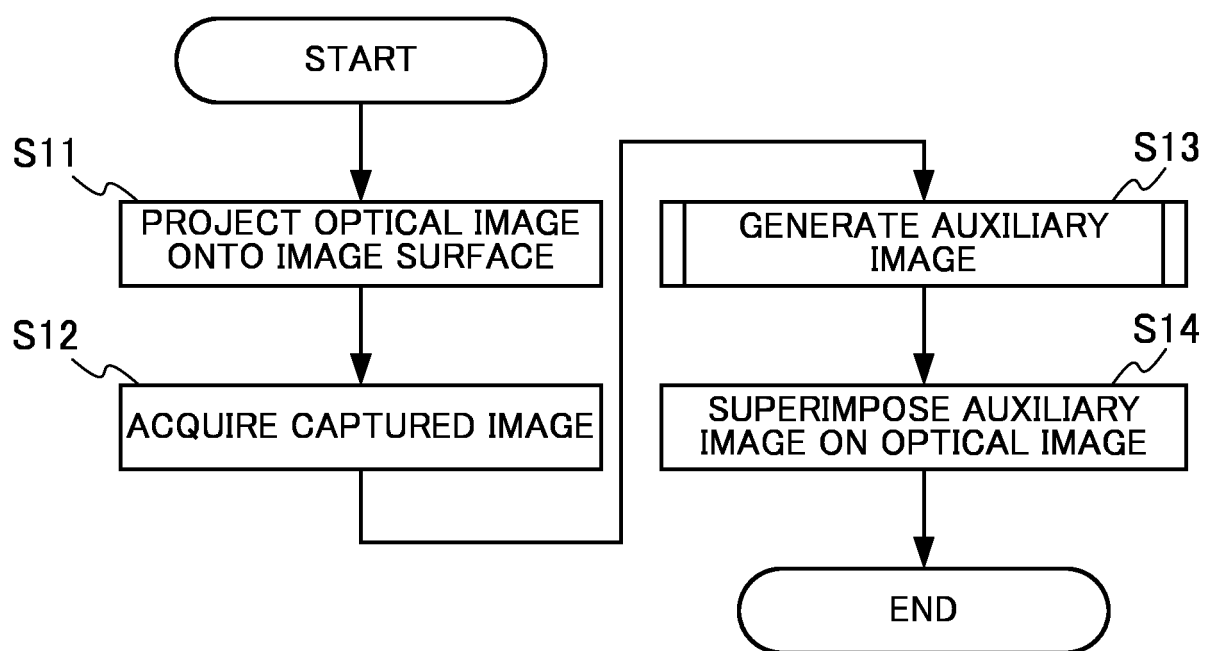 START
S11
PROJECT OPTICAL IMAGE
ONTO IMAGE SURFACE
S12
ACQUIRE CAPTURED IMAGE
S13
GENERATE AUXILIARY
IMAGE
S14
SUPERIMPOSE AUXILIARY
IMAGE ON OPTICAL IMAGE
END